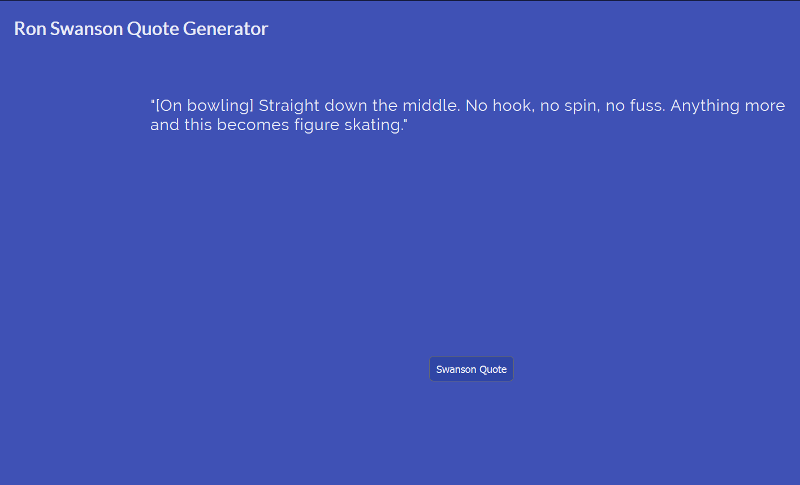 Ron Swanson Quote Generator
"[On bowling] Straight down the middle. No hook, no spin, no fuss. Anything more
and this becomes figure skating."
Swanson Quote